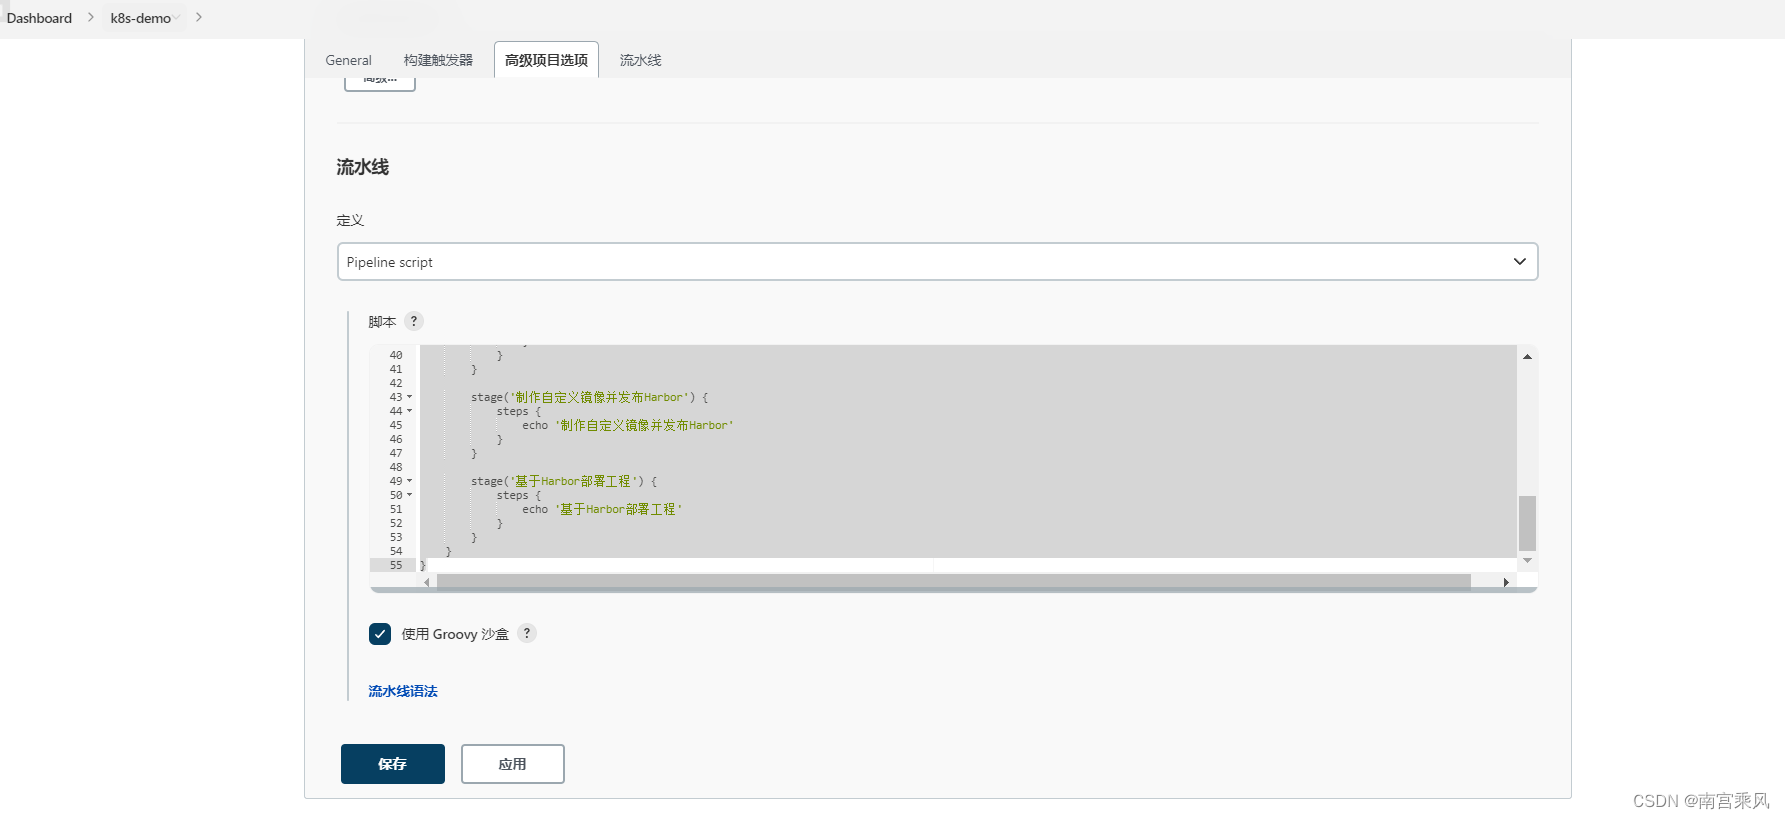 Dashboard
k8s-demo
General
构建触发器
高级项目选项
流水线
高级...
流水线
定义
Pipeline script
脚本 ?
40 }
41 }
42
43 stage('制作自定义镜像并发布Harbor') {
44 steps {
45 echo '制作自定义镜像并发布Harbor'
46 }
47 }
48
49 stage('基于Harbor部署工程') {
50 steps {
51 echo '基于Harbor部署工程'
52 }
53 }
54 }
55 }
使用 Groovy 沙盒 ?
流水线语法
保存
应用
CSDN @南宫乘风